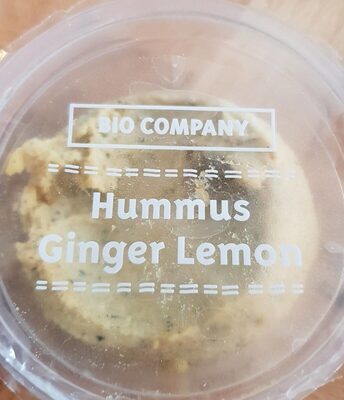 BIO COMPANY
Hummus
Ginger Lemon